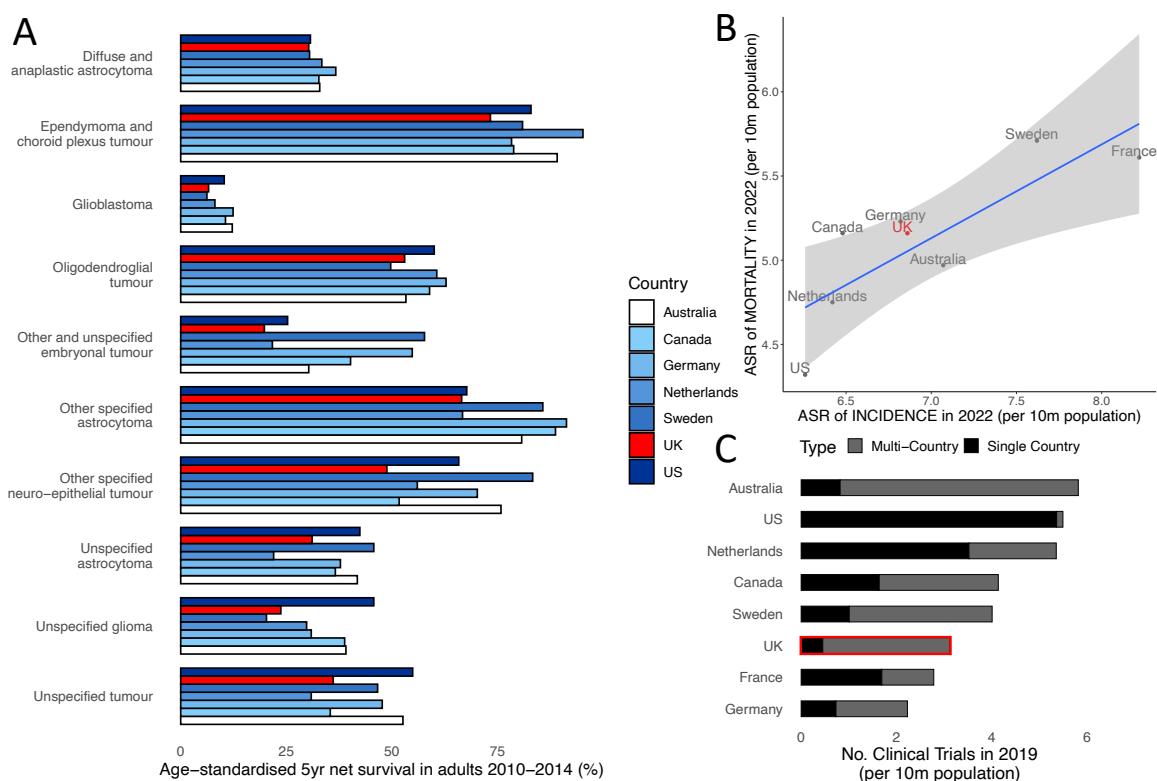 A
Diffuse and
anaplastic astrocytoma
Ependymoma and
choroid plexus tumour
Glioblastoma
Oligodendroglial
tumour
Other and unspecified
embryonal tumour
Other specified
astrocytoma
Other specified
neuro−epithelial tumour
Unspecified
astrocytoma
Unspecified glioma
Unspecified tumour
0 25 50 75
Age−standardised 5yr net survival in adults 2010−2014 (%)
Country
Australia
Canada
Germany
Netherlands
Sweden
UK
US
B
ASR of MORTALITY in 2022 (per 10m population)
6.0
5.5
5.0
4.5
Sweden
France
Germany
Canada
UK
Australia
Netherlands
US
6.5 7.0 7.5 8.0
ASR of INCIDENCE in 2022 (per 10m population)
C
Type Multi−Country Single Country
Australia
US
Netherlands
Canada
Sweden
UK
France
Germany
0 2 4 6
No. Clinical Trials in 2019
(per 10m population)